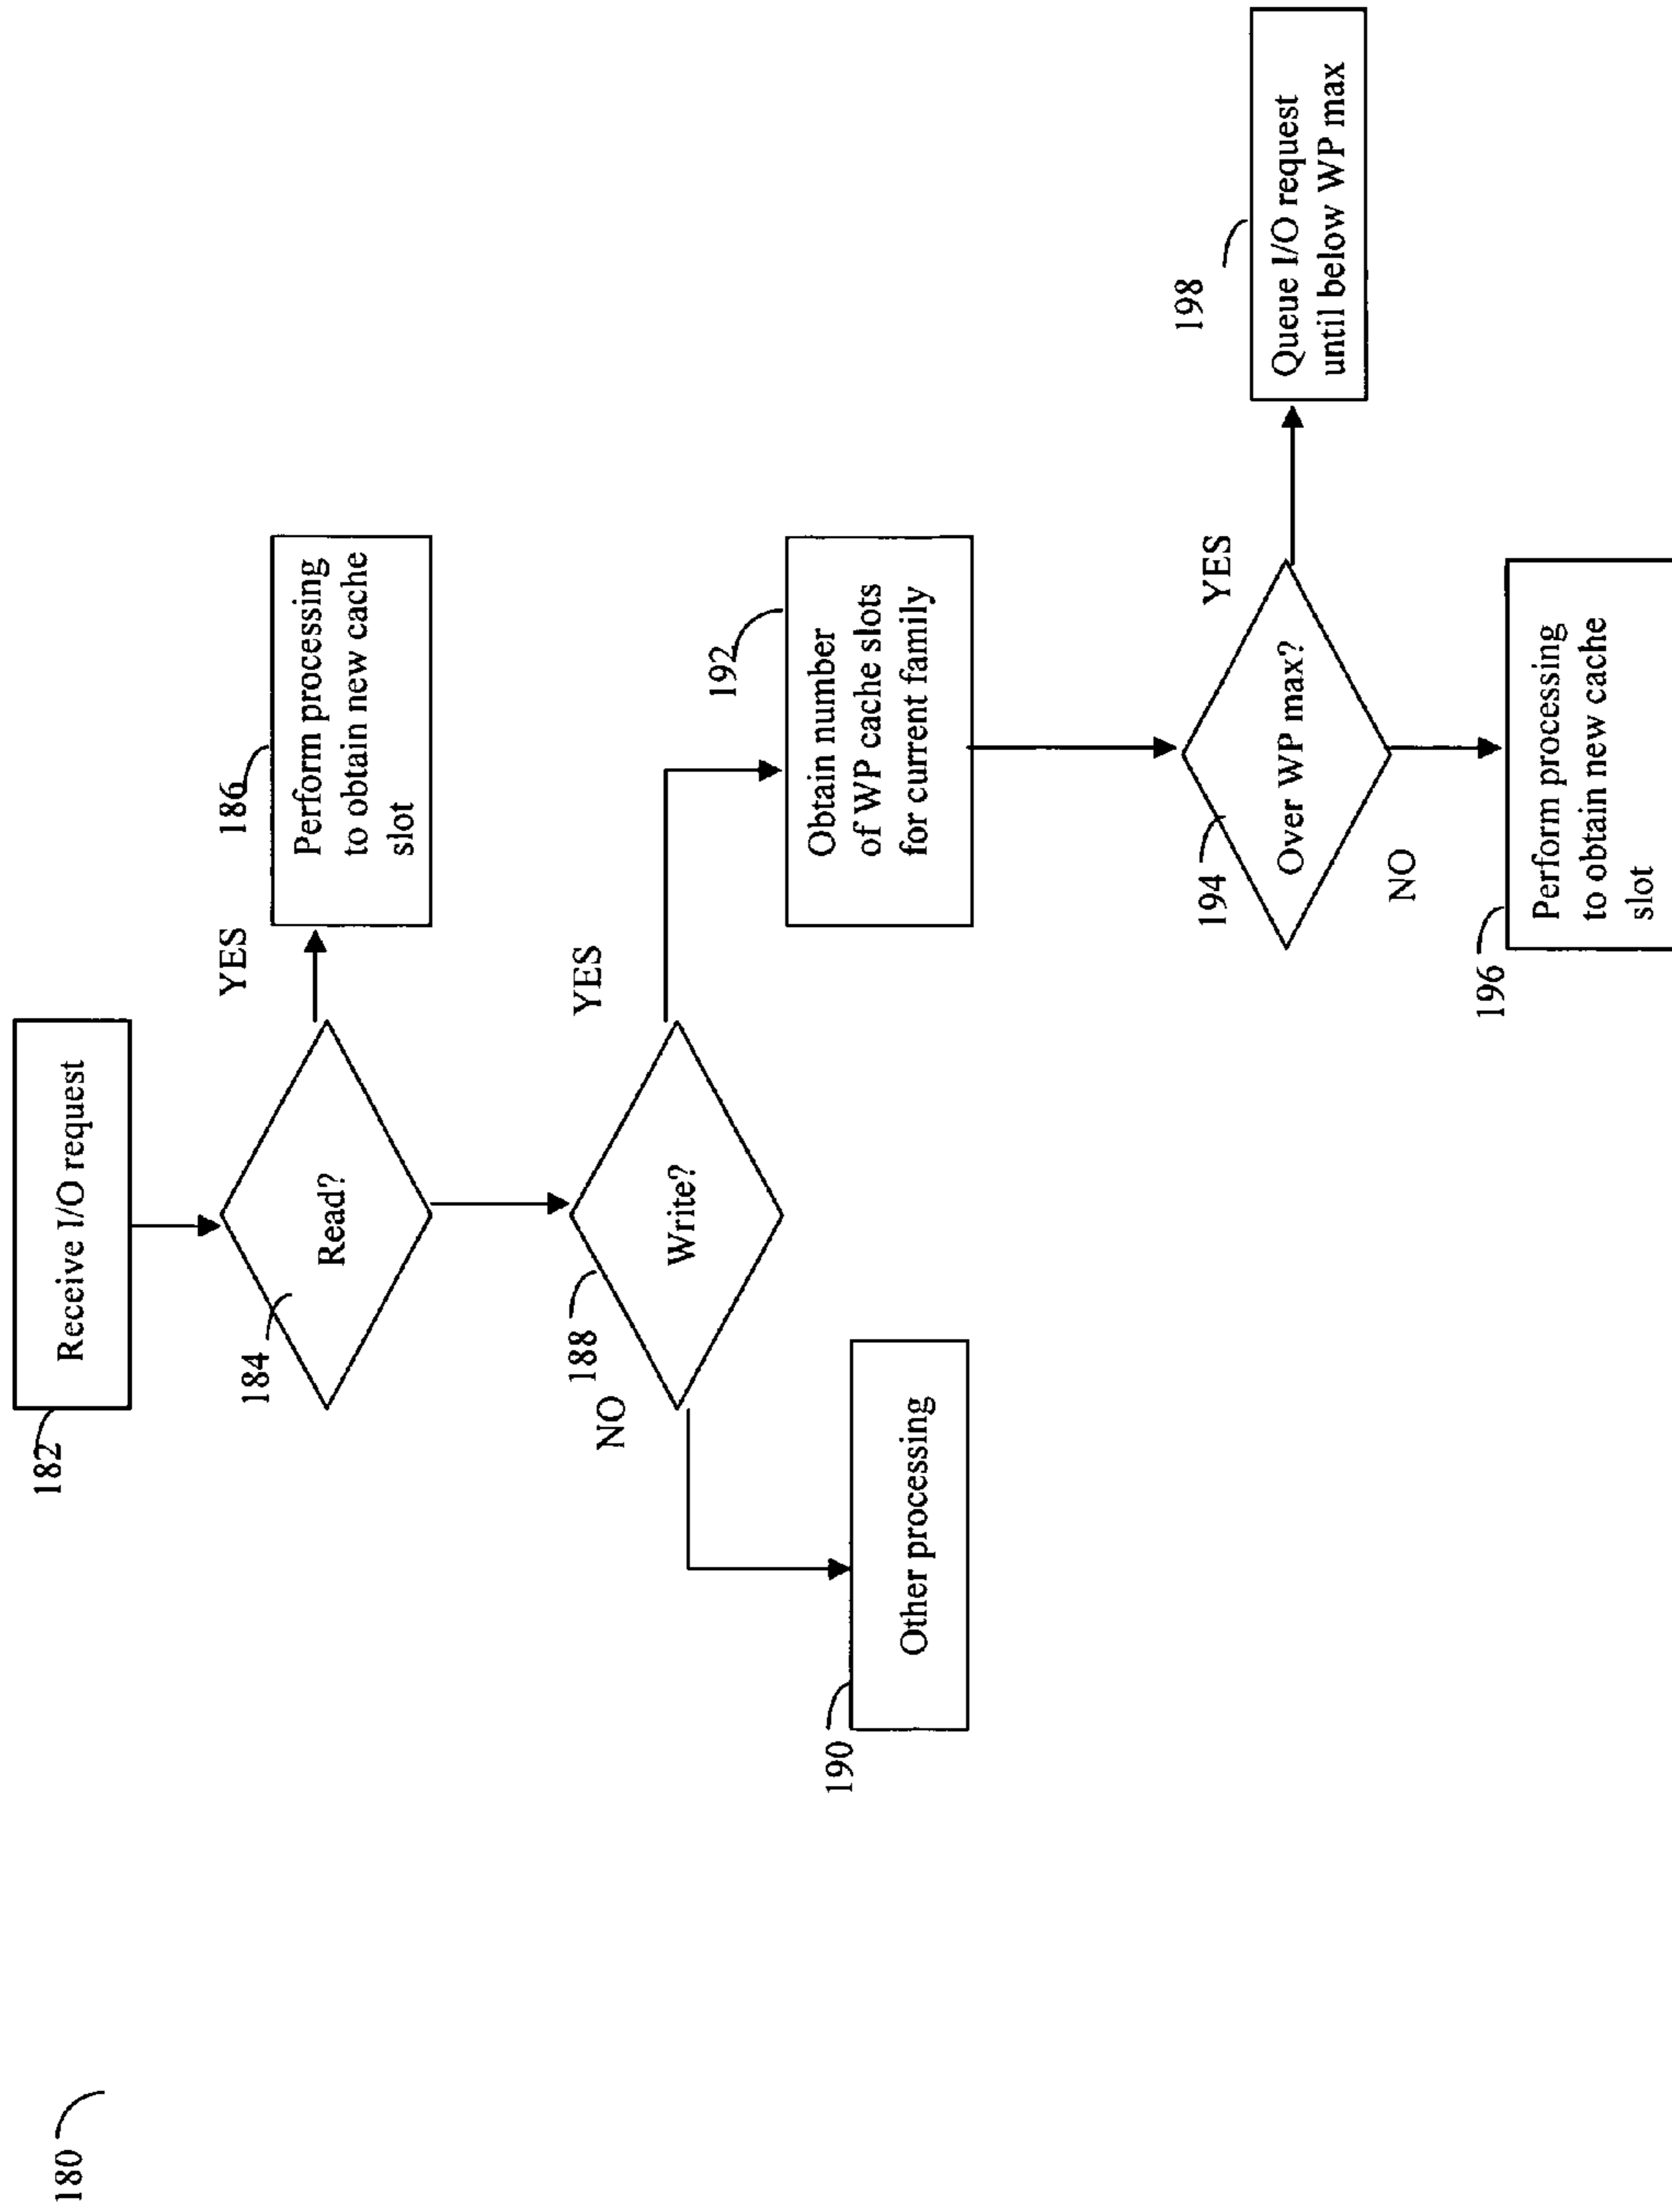 180
182
Receive I/O request
184
Read?
YES
186
Perform processing
to obtain new cache
slot
188
Write?
NO
YES
190
Other processing
192
Obtain number
of WP cache slots
for current family
194
Over WP max?
YES
NO
198
Queue I/O request
until below WP max
196
Perform processing
to obtain new cache
slot